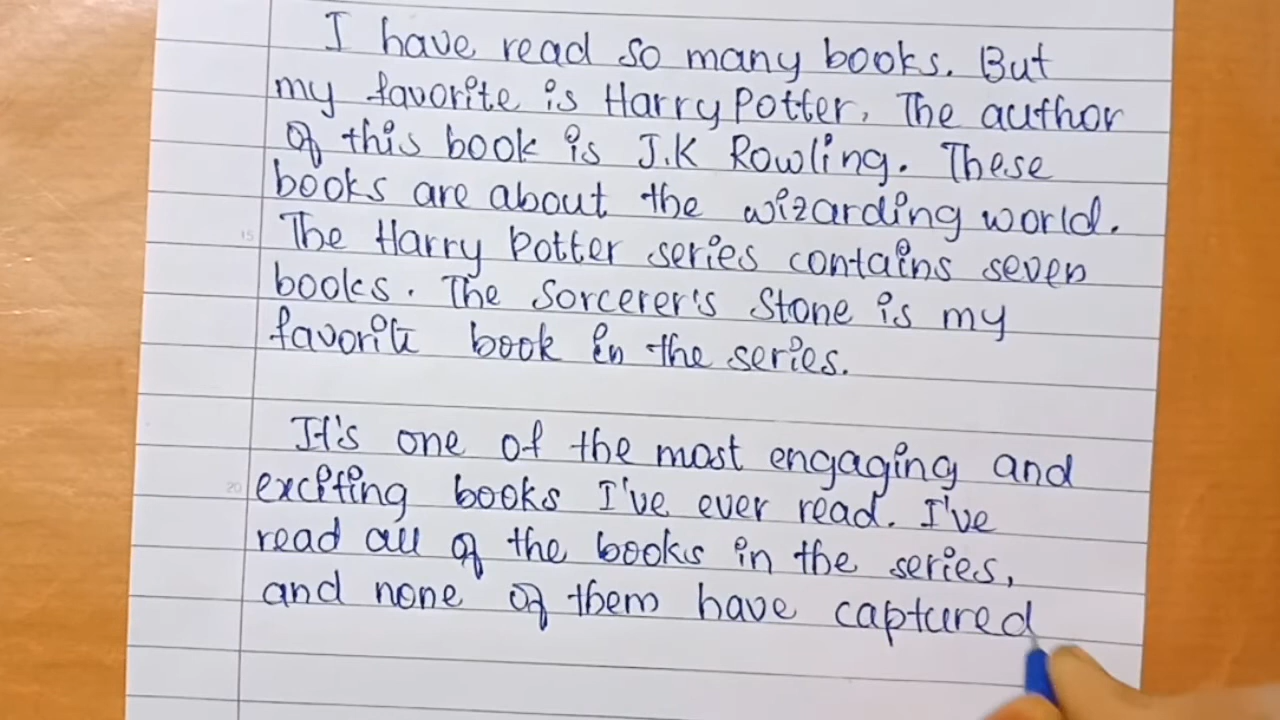 I have read so many books. But
my favorite is Harry Potter. The author
of this book is J.K Rowling. These
books are about the wizarding world.
The Harry Potter series contains seven
books. The Sorcerer's Stone is my
favorite book in the series.
It's one of the most engaging and
exciting books I've ever read. I've
read all of the books in the series,
and none of them have captured
15
20